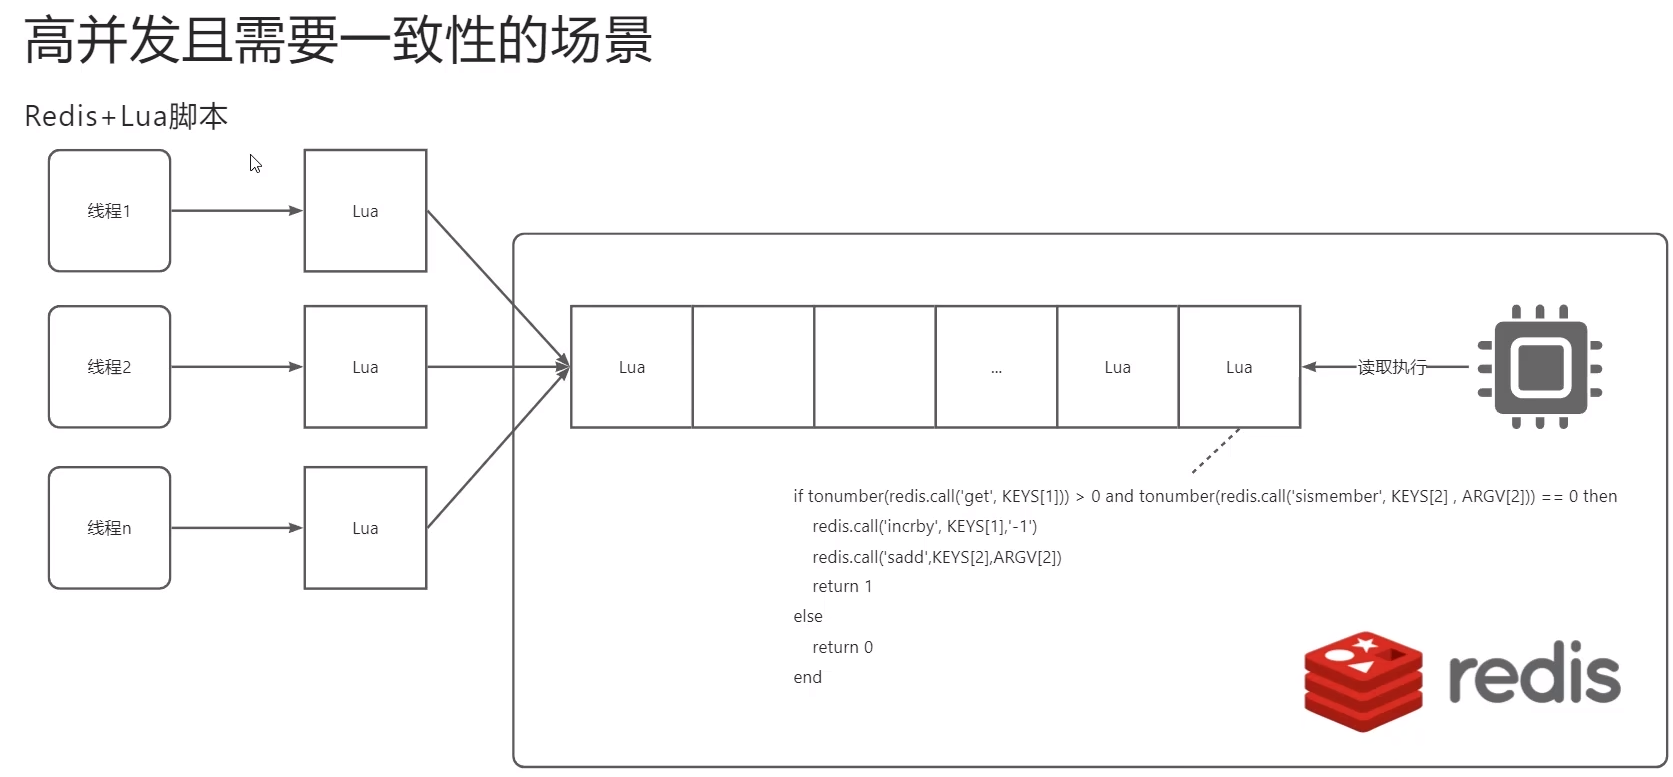 高并发且需要一致性的场景
Redis+Lua脚本
线程1
Lua
线程2
Lua
线程n
Lua
Lua
...
Lua
Lua
读取执行
if tonumber(redis.call('get', KEYS[1])) > 0 and tonumber(redis.call('sismember', KEYS[2] , ARGV[2])) == 0 then
redis.call('incrby', KEYS[1],'-1')
redis.call('sadd',KEYS[2],ARGV[2])
return 1
else
return 0
end
redis